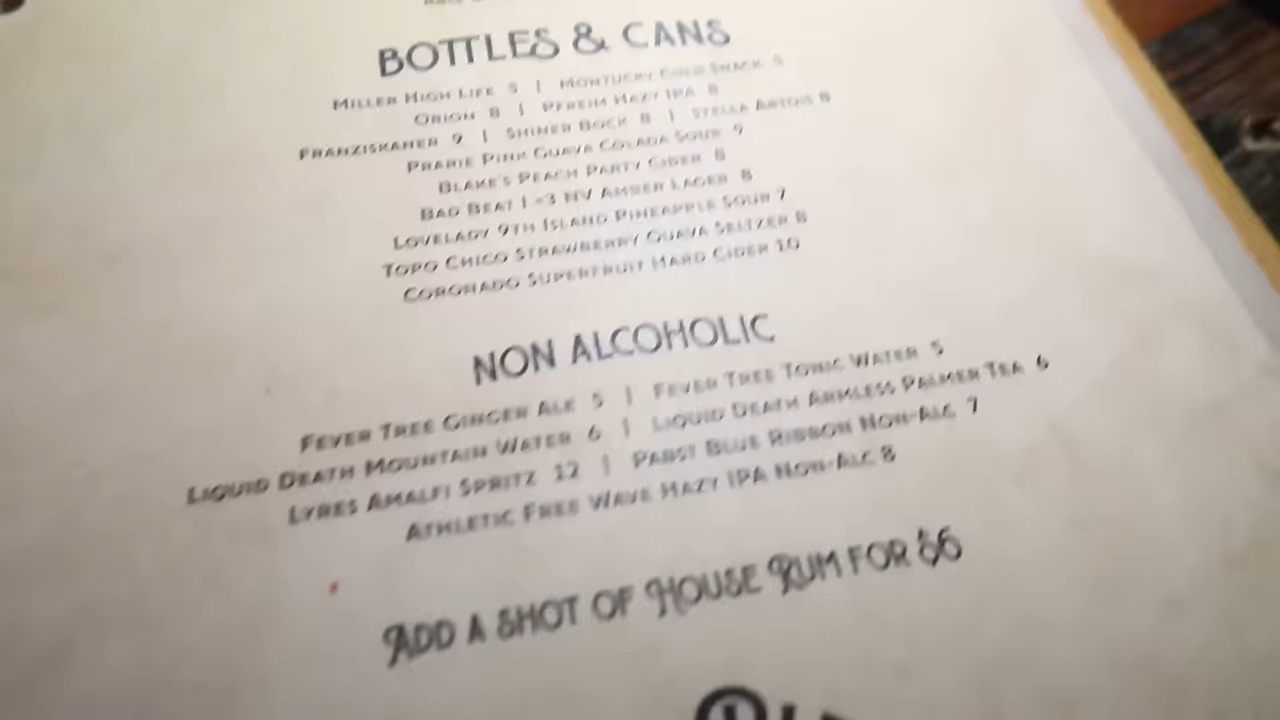 BOTTLES & CANS
MILLER HIGH LIFE 5 | MONTUCKY COLD SNACK 5
ORION 8 | PFREIM HAZY IPA 8
FRANZISKANER 9 | SHINER BOCK 8 | STELLA ARTOIS 8
PRARIE PINK GUAVA COLADA SOUR 9
BLAKE'S PEACH PARTY CIDER 8
BAD BEAT I <3 NV AMBER LAGER 8
LOVELADY 9TH ISLAND PINEAPPLE SOUR 7
TOPO CHICO STRAWBERRY GUAVA SELTZER 8
CORONADO SUPERFRUIT HARD CIDER 10
NON ALCOHOLIC
FEVER TREE GINGER ALE 5 | FEVER TREE TONIC WATER 5
LIQUID DEATH MOUNTAIN WATER 6 | LIQUID DEATH ARMLESS PALMER TEA 6
LYRES AMALFI SPRITZ 12 | PABST BLUE RIBBON NON-ALC 7
ATHLETIC FREE WAVE HAZY IPA NON-ALC 8
ADD A SHOT OF HOUSE RUM FOR $6